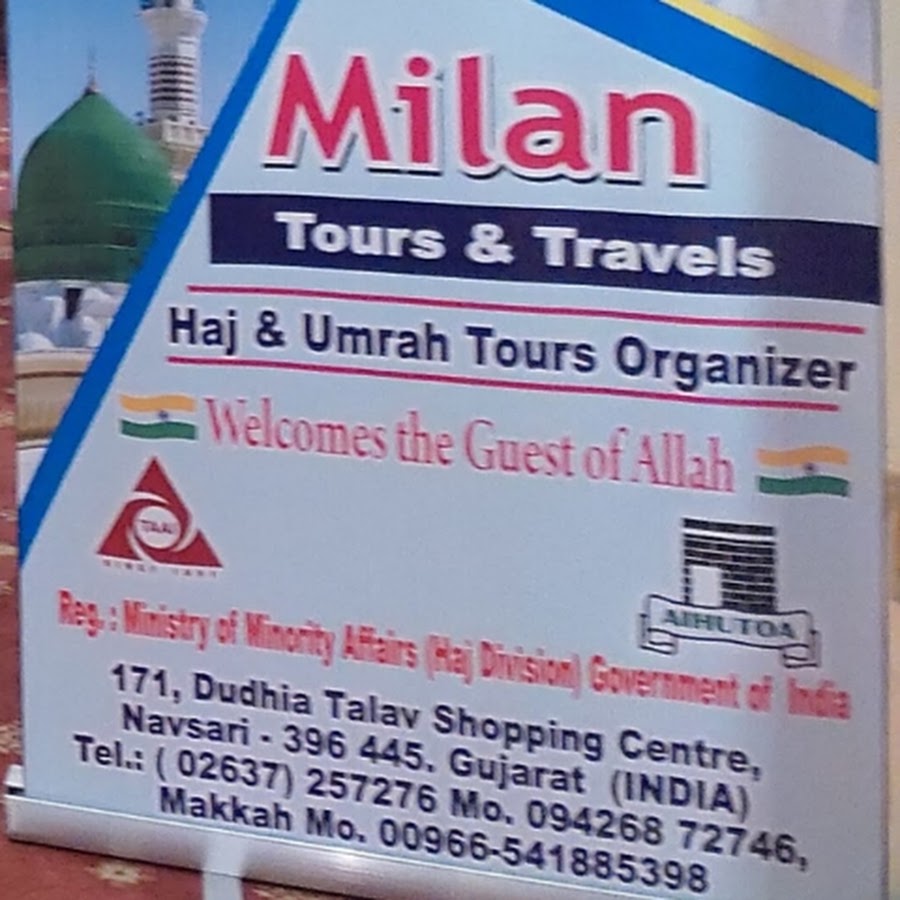 Milan
Tours & Travels
Haj & Umrah Tours Organizer
Welcomes the Guest of Allah
TAAI
AIHUTOA
Reg. : Ministry of Minority Affairs (Haj Division) Government of India
171, Dudhia Talav Shopping Centre,
Navsari - 396 445. Gujarat (INDIA)
Tel.: ( 02637) 257276 Mo. 094268 72746,
Makkah Mo. 00966-541885398